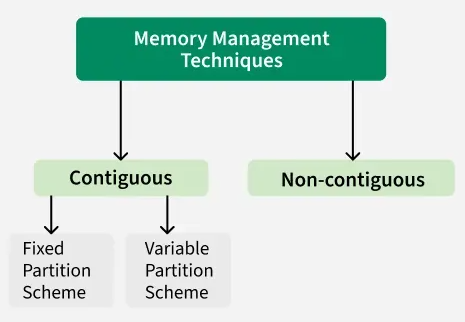 Memory Management
Techniques
Contiguous
Non-contiguous
Fixed
Partition
Scheme
Variable
Partition
Scheme